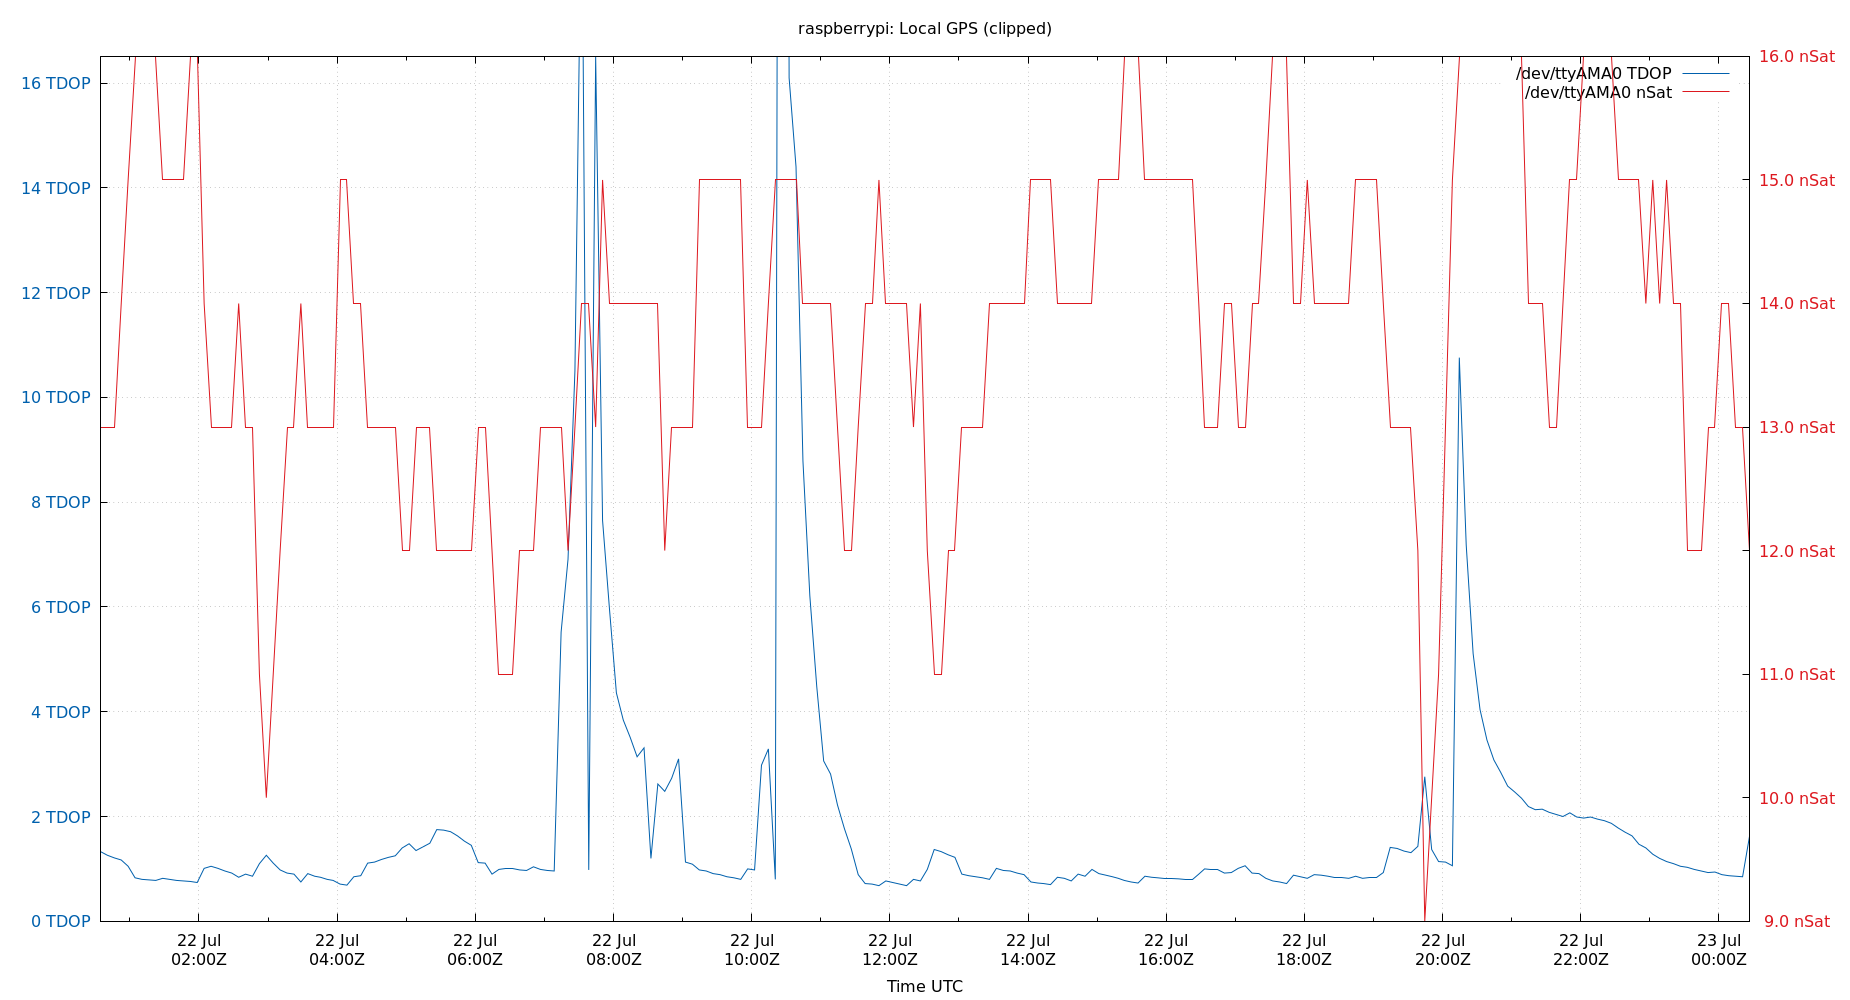 raspberrypi: Local GPS (clipped)
16 TDOP
14 TDOP
12 TDOP
10 TDOP
8 TDOP
6 TDOP
4 TDOP
2 TDOP
0 TDOP
16.0 nSat
15.0 nSat
14.0 nSat
13.0 nSat
12.0 nSat
11.0 nSat
10.0 nSat
9.0 nSat
/dev/ttyAMA0 TDOP
/dev/ttyAMA0 nSat
22 Jul
02:00Z
22 Jul
04:00Z
22 Jul
06:00Z
22 Jul
08:00Z
22 Jul
10:00Z
22 Jul
12:00Z
22 Jul
14:00Z
22 Jul
16:00Z
22 Jul
18:00Z
22 Jul
20:00Z
22 Jul
22:00Z
23 Jul
00:00Z
Time UTC